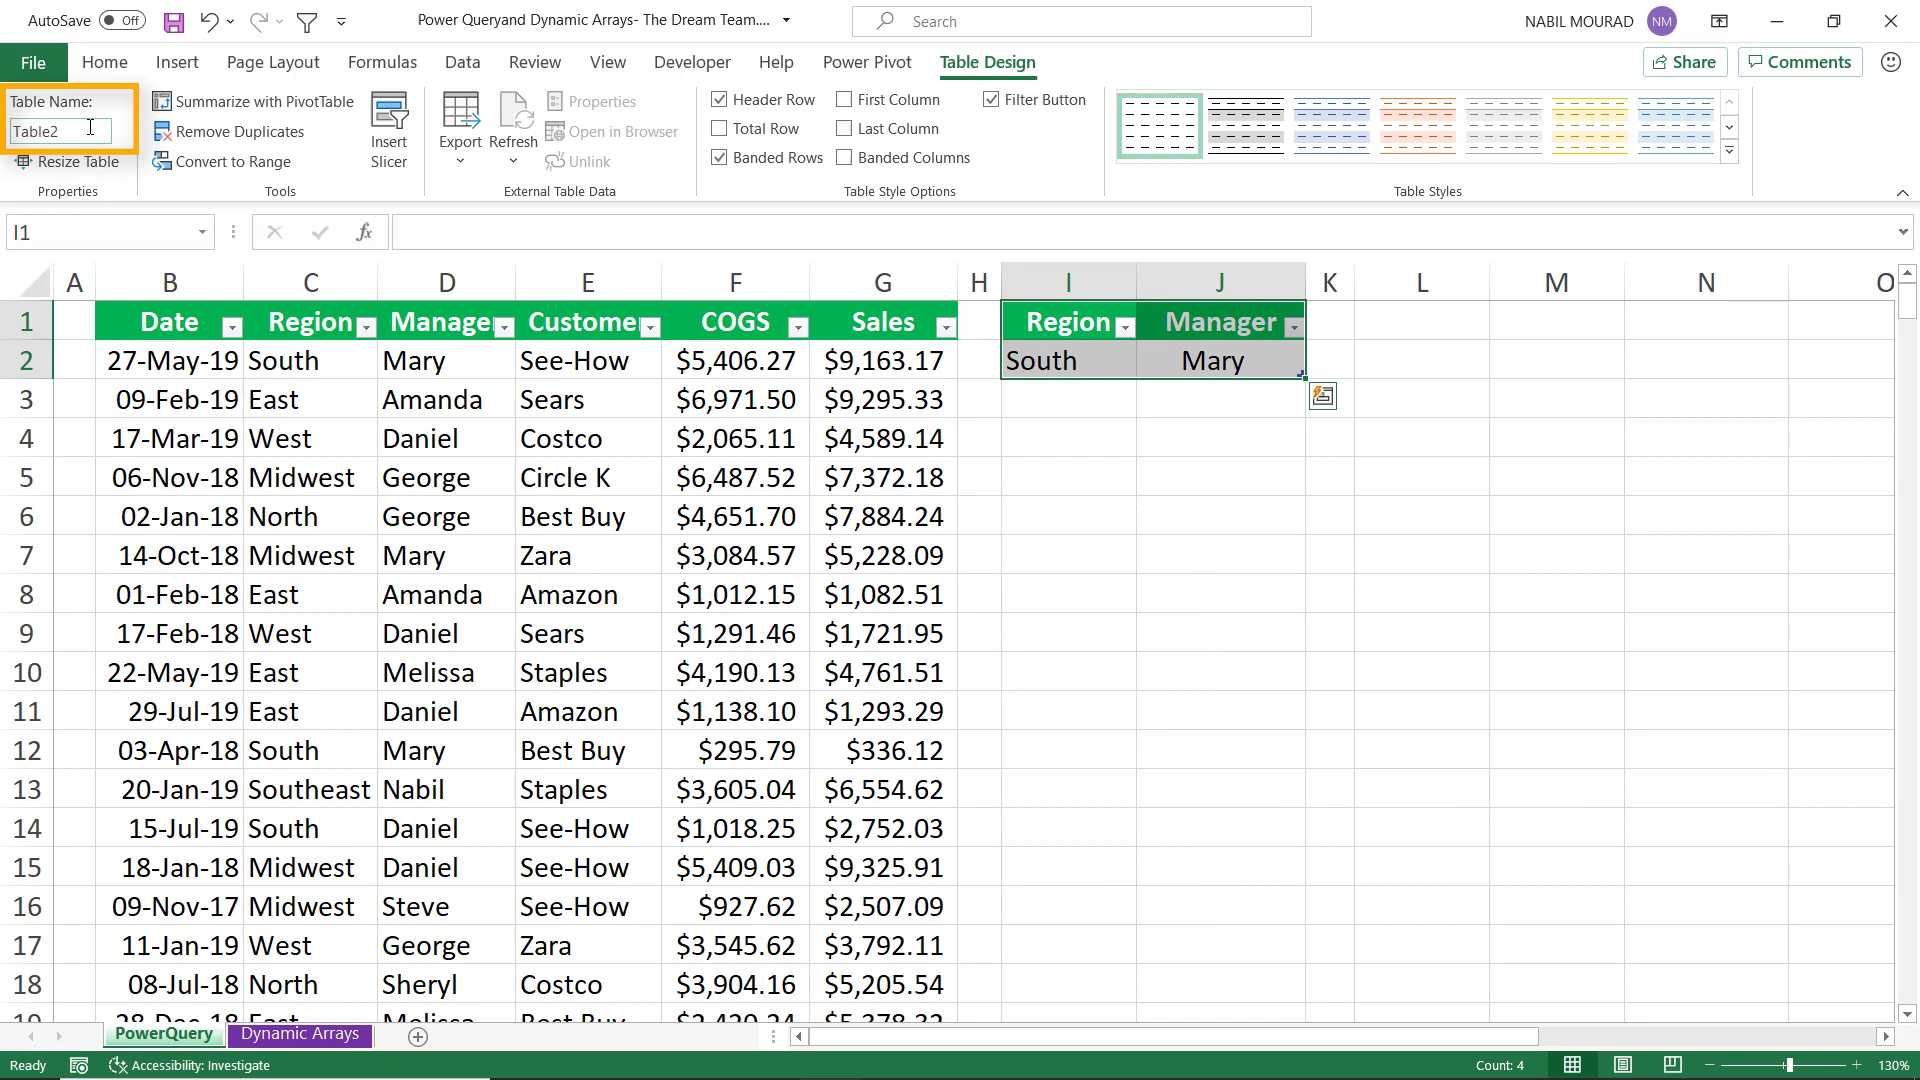 AutoSave Off
Power Queryand Dynamic Arrays- The Dream Team....
Search
NABIL MOURAD NM
File Home Insert Page Layout Formulas Data Review View Developer Help Power Pivot Table Design Share Comments
Table Name:
Table2
Resize Table
Properties
Summarize with PivotTable
Remove Duplicates
Convert to Range
Insert Slicer
Tools
Export
Refresh
Properties
Open in Browser
Unlink
External Table Data
Header Row First Column Filter Button
Total Row Last Column
Banded Rows Banded Columns
Table Style Options
Table Styles
I1 fx
A B C D E F G H I J K L M N O
1 Date Region Manage Custome COGS Sales Region Manager
2 27-May-19 South Mary See-How $5,406.27 $9,163.17 South Mary
3 09-Feb-19 East Amanda Sears $6,971.50 $9,295.33
4 17-Mar-19 West Daniel Costco $2,065.11 $4,589.14
5 06-Nov-18 Midwest George Circle K $6,487.52 $7,372.18
6 02-Jan-18 North George Best Buy $4,651.70 $7,884.24
7 14-Oct-18 Midwest Mary Zara $3,084.57 $5,228.09
8 01-Feb-18 East Amanda Amazon $1,012.15 $1,082.51
9 17-Feb-18 West Daniel Sears $1,291.46 $1,721.95
10 22-May-19 East Melissa Staples $4,190.13 $4,761.51
11 29-Jul-19 East Daniel Amazon $1,138.10 $1,293.29
12 03-Apr-18 South Mary Best Buy $295.79 $336.12
13 20-Jan-19 Southeast Nabil Staples $3,605.04 $6,554.62
14 15-Jul-19 South Daniel See-How $1,018.25 $2,752.03
15 18-Jan-18 Midwest Daniel See-How $5,409.03 $9,325.91
16 09-Nov-17 Midwest Steve See-How $927.62 $2,507.09
17 11-Jan-19 West George Zara $3,545.62 $3,792.11
18 08-Jul-18 North Sheryl Costco $3,904.16 $5,205.54
PowerQuery Dynamic Arrays
Ready Accessibility: Investigate Count: 4 130%